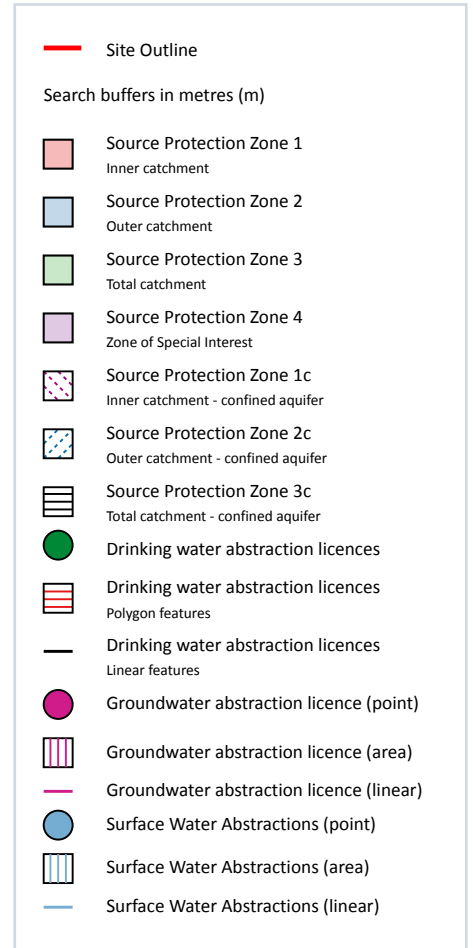 Site Outline
Search buffers in metres (m)
Source Protection Zone 1
Inner catchment
Source Protection Zone 2
Outer catchment
Source Protection Zone 3
Total catchment
Source Protection Zone 4
Zone of Special Interest
Source Protection Zone 1c
Inner catchment - confined aquifer
Source Protection Zone 2c
Outer catchment - confined aquifer
Source Protection Zone 3c
Total catchment - confined aquifer
Drinking water abstraction licences
Drinking water abstraction licences
Polygon features
Drinking water abstraction licences
Linear features
Groundwater abstraction licence (point)
Groundwater abstraction licence (area)
Groundwater abstraction licence (linear)
Surface Water Abstractions (point)
Surface Water Abstractions (area)
Surface Water Abstractions (linear)